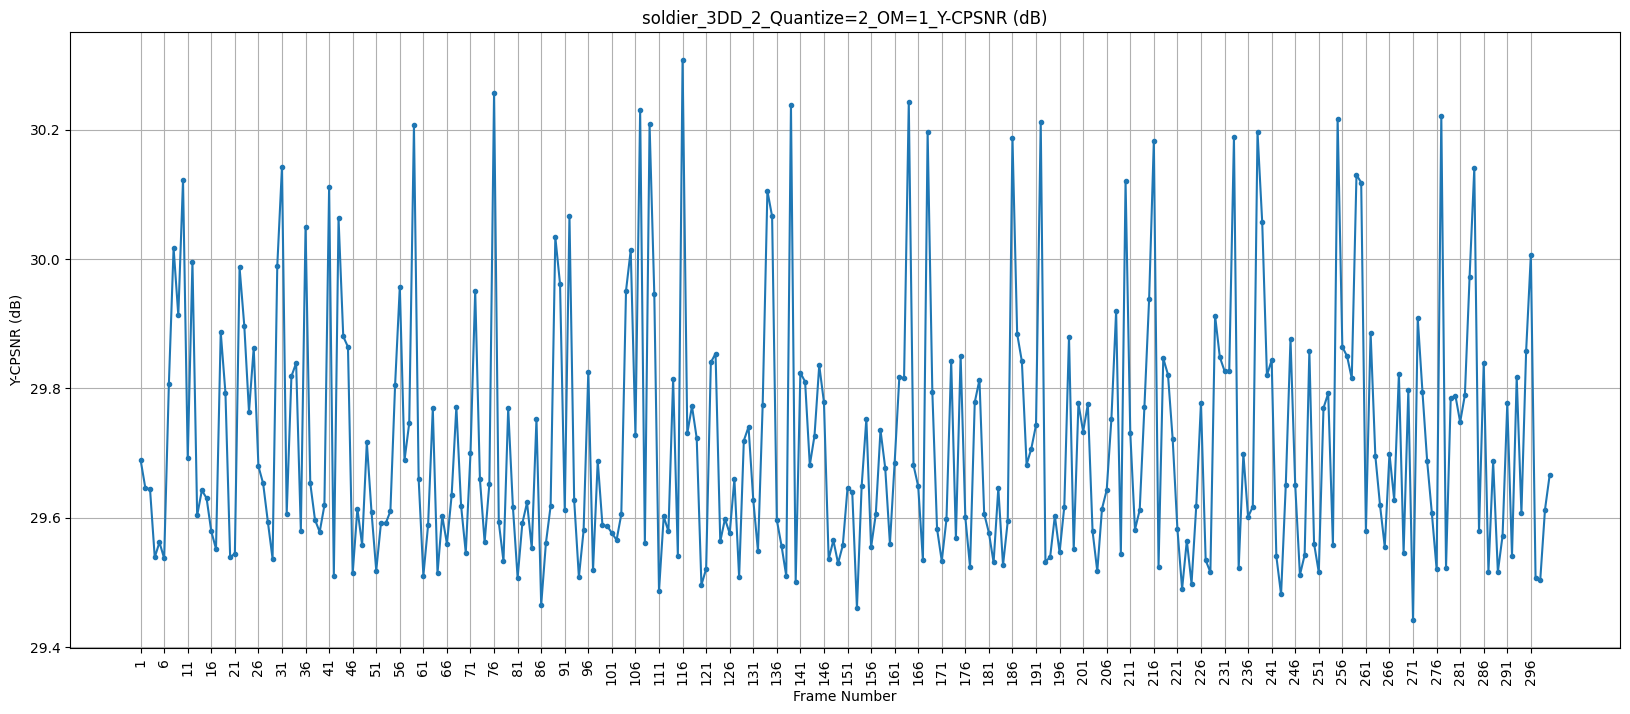 soldier_3DD_2_Quantize=2_OM=1_Y-CPSNR (dB)
Y-CPSNR (dB)
30.2
30.0
29.8
29.6
29.4
1 6 11 16 21 26 31 36 41 46 51 56 61 66 71 76 81 86 91 96 101 106 111 116 121 126 131 136 141 146 151 156 161 166 171 176 181 186 191 196 201 206 211 216 221 226 231 236 241 246 251 256 261 266 271 276 281 286 291 296
Frame Number